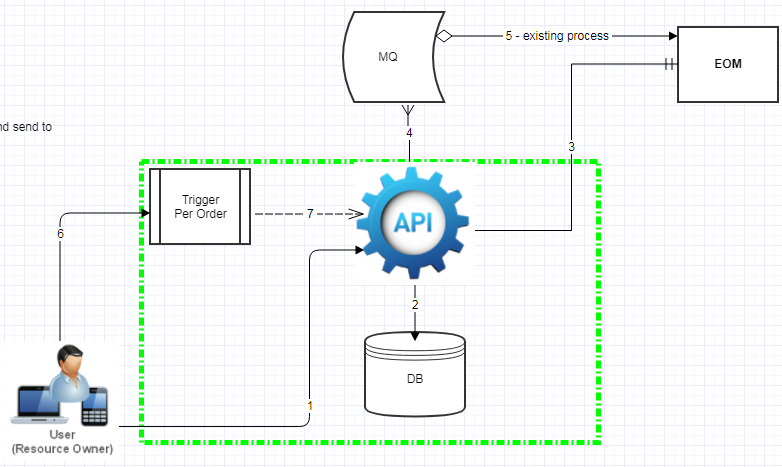 MQ
5 - existing process
EOM
nd send to
4
3
Trigger
Per Order
7
API
6
2
DB
1
User
(Resource Owner)